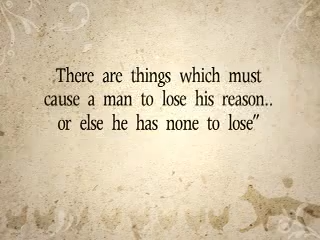 There are things which must
cause a man to lose his reason..
or else he has none to lose”